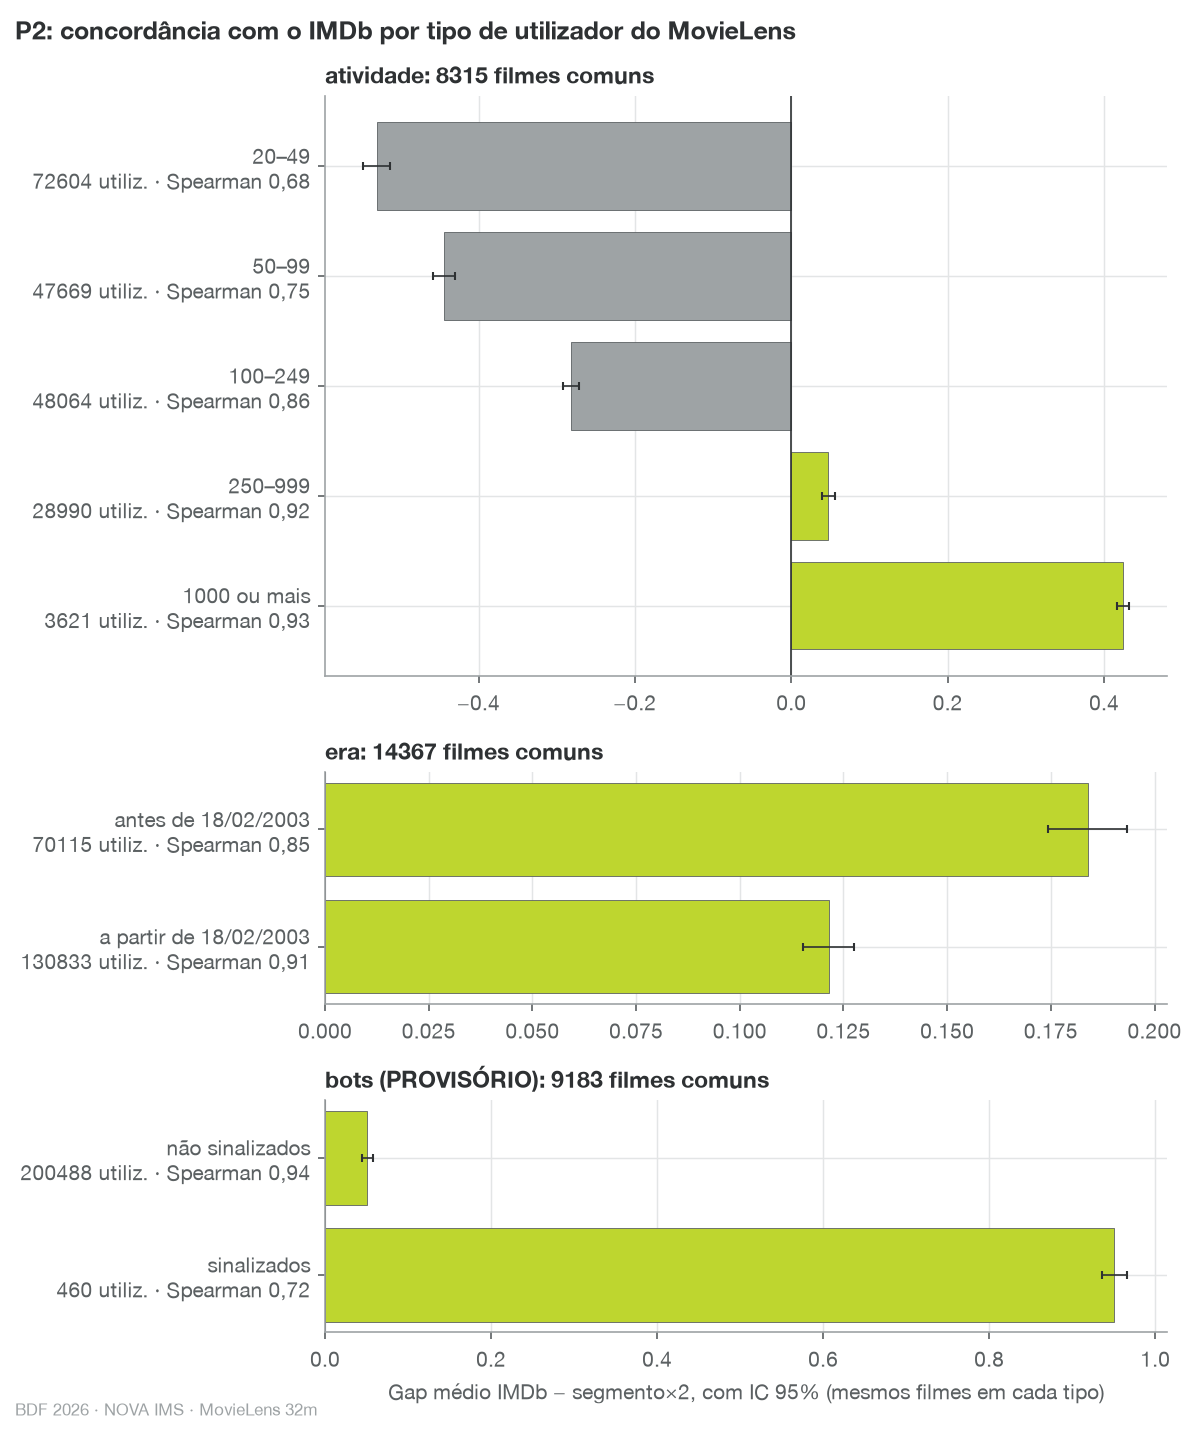 P2: concordância com o IMDb por tipo de utilizador do MovieLens
atividade: 8315 filmes comuns
20–49
72604 utiliz. · Spearman 0,68
50–99
47669 utiliz. · Spearman 0,75
100–249
48064 utiliz. · Spearman 0,86
250–999
28990 utiliz. · Spearman 0,92
1000 ou mais
3621 utiliz. · Spearman 0,93
−0.4 −0.2 0.0 0.2 0.4
era: 14367 filmes comuns
antes de 18/02/2003
70115 utiliz. · Spearman 0,85
a partir de 18/02/2003
130833 utiliz. · Spearman 0,91
0.000 0.025 0.050 0.075 0.100 0.125 0.150 0.175 0.200
bots (PROVISÓRIO): 9183 filmes comuns
não sinalizados
200488 utiliz. · Spearman 0,94
sinalizados
460 utiliz. · Spearman 0,72
0.0 0.2 0.4 0.6 0.8 1.0
Gap médio IMDb − segmento×2, com IC 95% (mesmos filmes em cada tipo)
BDF 2026 · NOVA IMS · MovieLens 32m